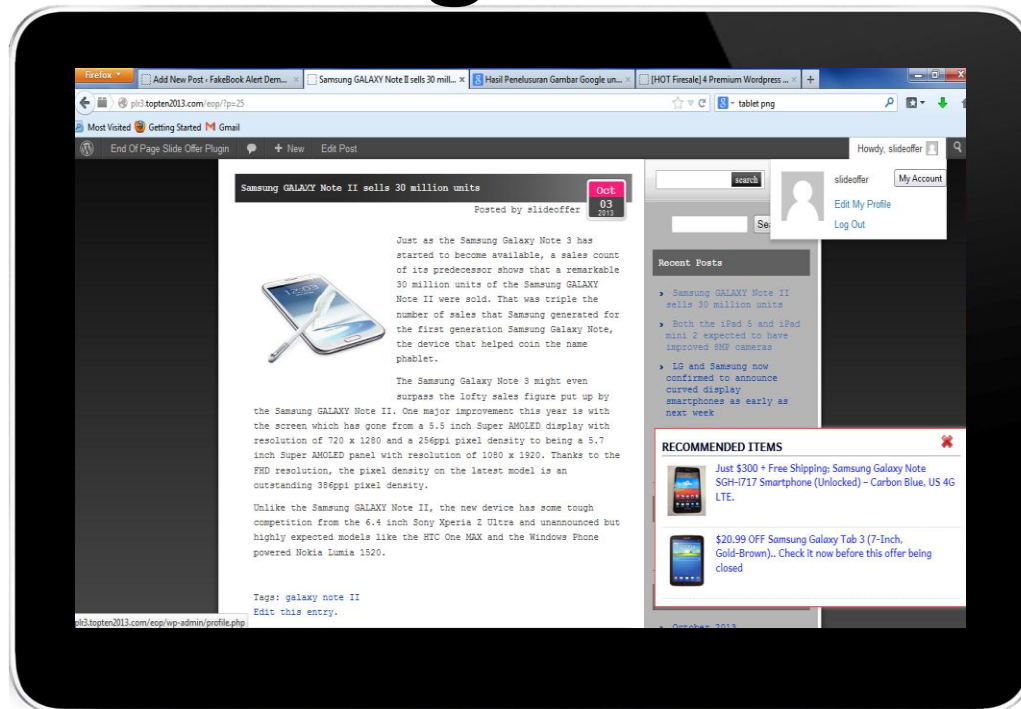 Firefox
Add New Post ‹ FakeBook Alert Dem...
Samsung GALAXY Note II sells 30 mill...
Hasil Penelusuran Gambar Google un...
[HOT Firesale] 4 Premium Wordpress ...
plr3.topten2013.com/eop/?p=25
tablet png
Most Visited
Getting Started
Gmail
End Of Page Slide Offer Plugin
+ New
Edit Post
Howdy, slideoffer
slideoffer
My Account
Edit My Profile
Log Out
Samsung GALAXY Note II sells 30 million units
Oct
03
2013
Posted by slideoffer
Just as the Samsung Galaxy Note 3 has
started to become available, a sales count
of its predecessor shows that a remarkable
30 million units of the Samsung GALAXY
Note II were sold. That was triple the
number of sales that Samsung generated for
the first generation Samsung Galaxy Note,
the device that helped coin the name
phablet.
The Samsung Galaxy Note 3 might even
surpass the lofty sales figure put up by
the Samsung GALAXY Note II. One major improvement this year is with
the screen which has gone from a 5.5 inch Super AMOLED display with
resolution of 720 x 1280 and a 256ppi pixel density to being a 5.7
inch Super AMOLED panel with resolution of 1080 x 1920. Thanks to the
FHD resolution, the pixel density on the latest model is an
outstanding 386ppi pixel density.
Unlike the Samsung GALAXY Note II, the new device has some tough
competition from the 6.4 inch Sony Xperia Z Ultra and unannounced but
highly expected models like the HTC One MAX and the Windows Phone
powered Nokia Lumia 1520.
Tags: galaxy note II
Edit this entry.
plr3.topten2013.com/eop/wp-admin/profile.php
search
Recent Posts
Samsung GALAXY Note II
sells 30 million units
Both the iPad 5 and iPad
mini 2 expected to have
improved 8MP cameras
LG and Samsung now
confirmed to announce
curved display
smartphones as early as
next week
RECOMMENDED ITEMS
Just $300 + Free Shipping; Samsung Galaxy Note
SGH-i717 Smartphone (Unlocked) – Carbon Blue, US 4G
LTE.
$20.99 OFF Samsung Galaxy Tab 3 (7-Inch,
Gold-Brown).. Check it now before this offer being
closed
October 2013